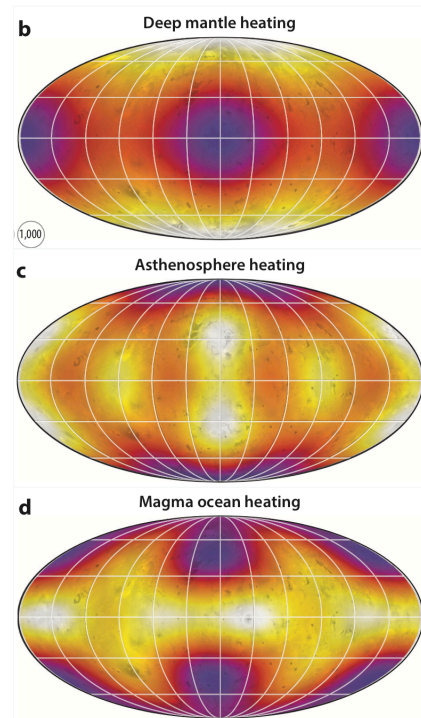 b
Deep mantle heating
1,000
c
Asthenosphere heating
d
Magma ocean heating